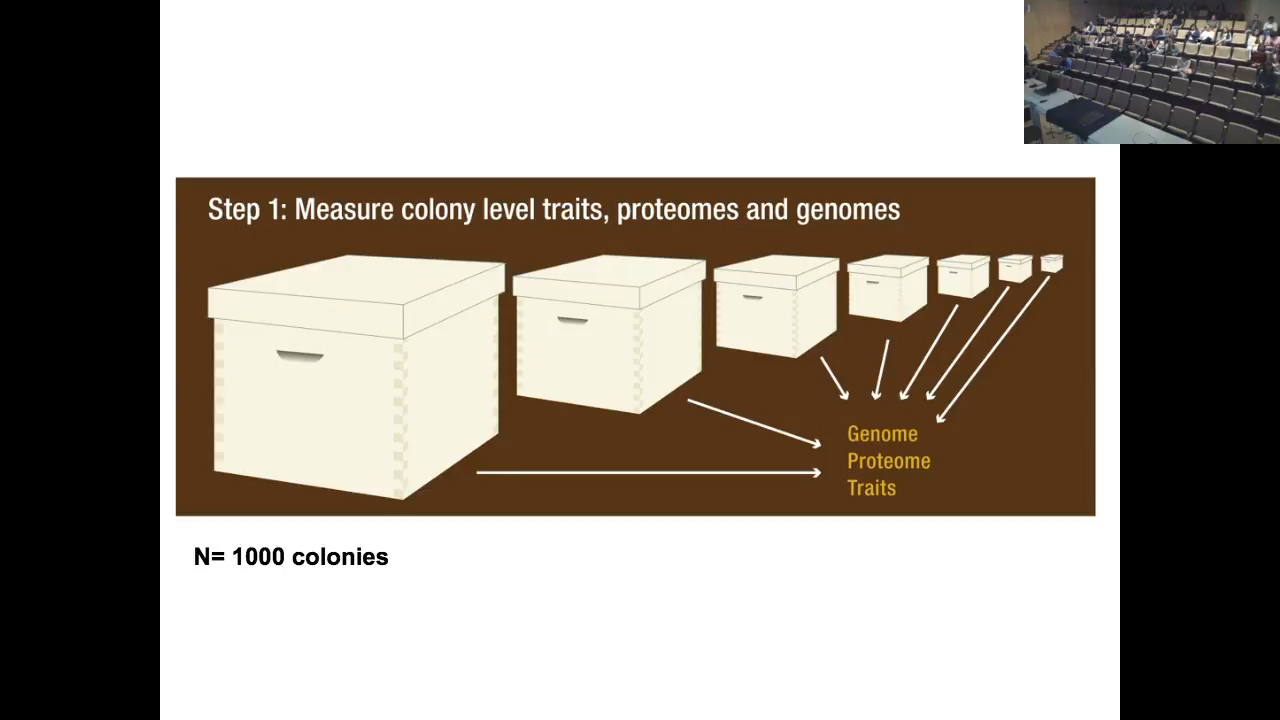 Step 1: Measure colony level traits, proteomes and genomes
Genome
Proteome
Traits
N= 1000 colonies